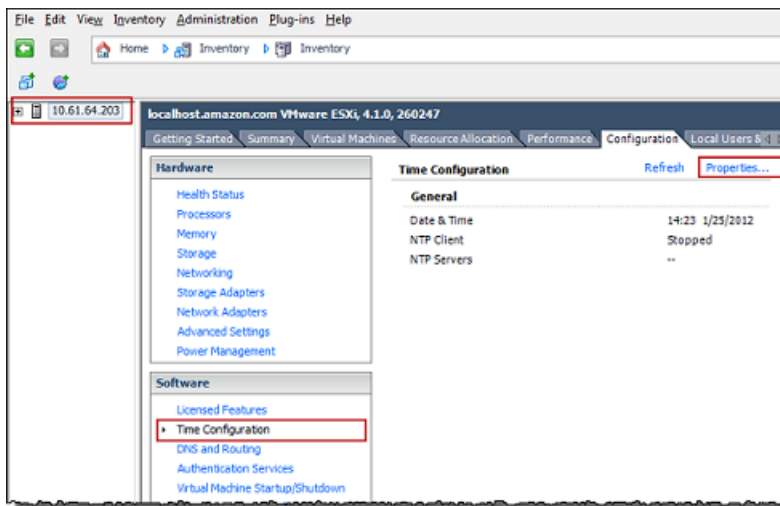 File Edit View Inventory Administration Plug-ins Help
Home Inventory Inventory
10.61.64.203
localhost.amazon.com VMware ESXi, 4.1.0, 260247
Getting Started Summary Virtual Machines Resource Allocation Performance Configuration Local Users &
Hardware
Health Status
Processors
Memory
Storage
Networking
Storage Adapters
Network Adapters
Advanced Settings
Power Management
Software
Licensed Features
Time Configuration
DNS and Routing
Authentication Services
Virtual Machine Startup/Shutdown
Time Configuration Refresh Properties...
General
Date & Time 14:23 1/25/2012
NTP Client Stopped
NTP Servers --